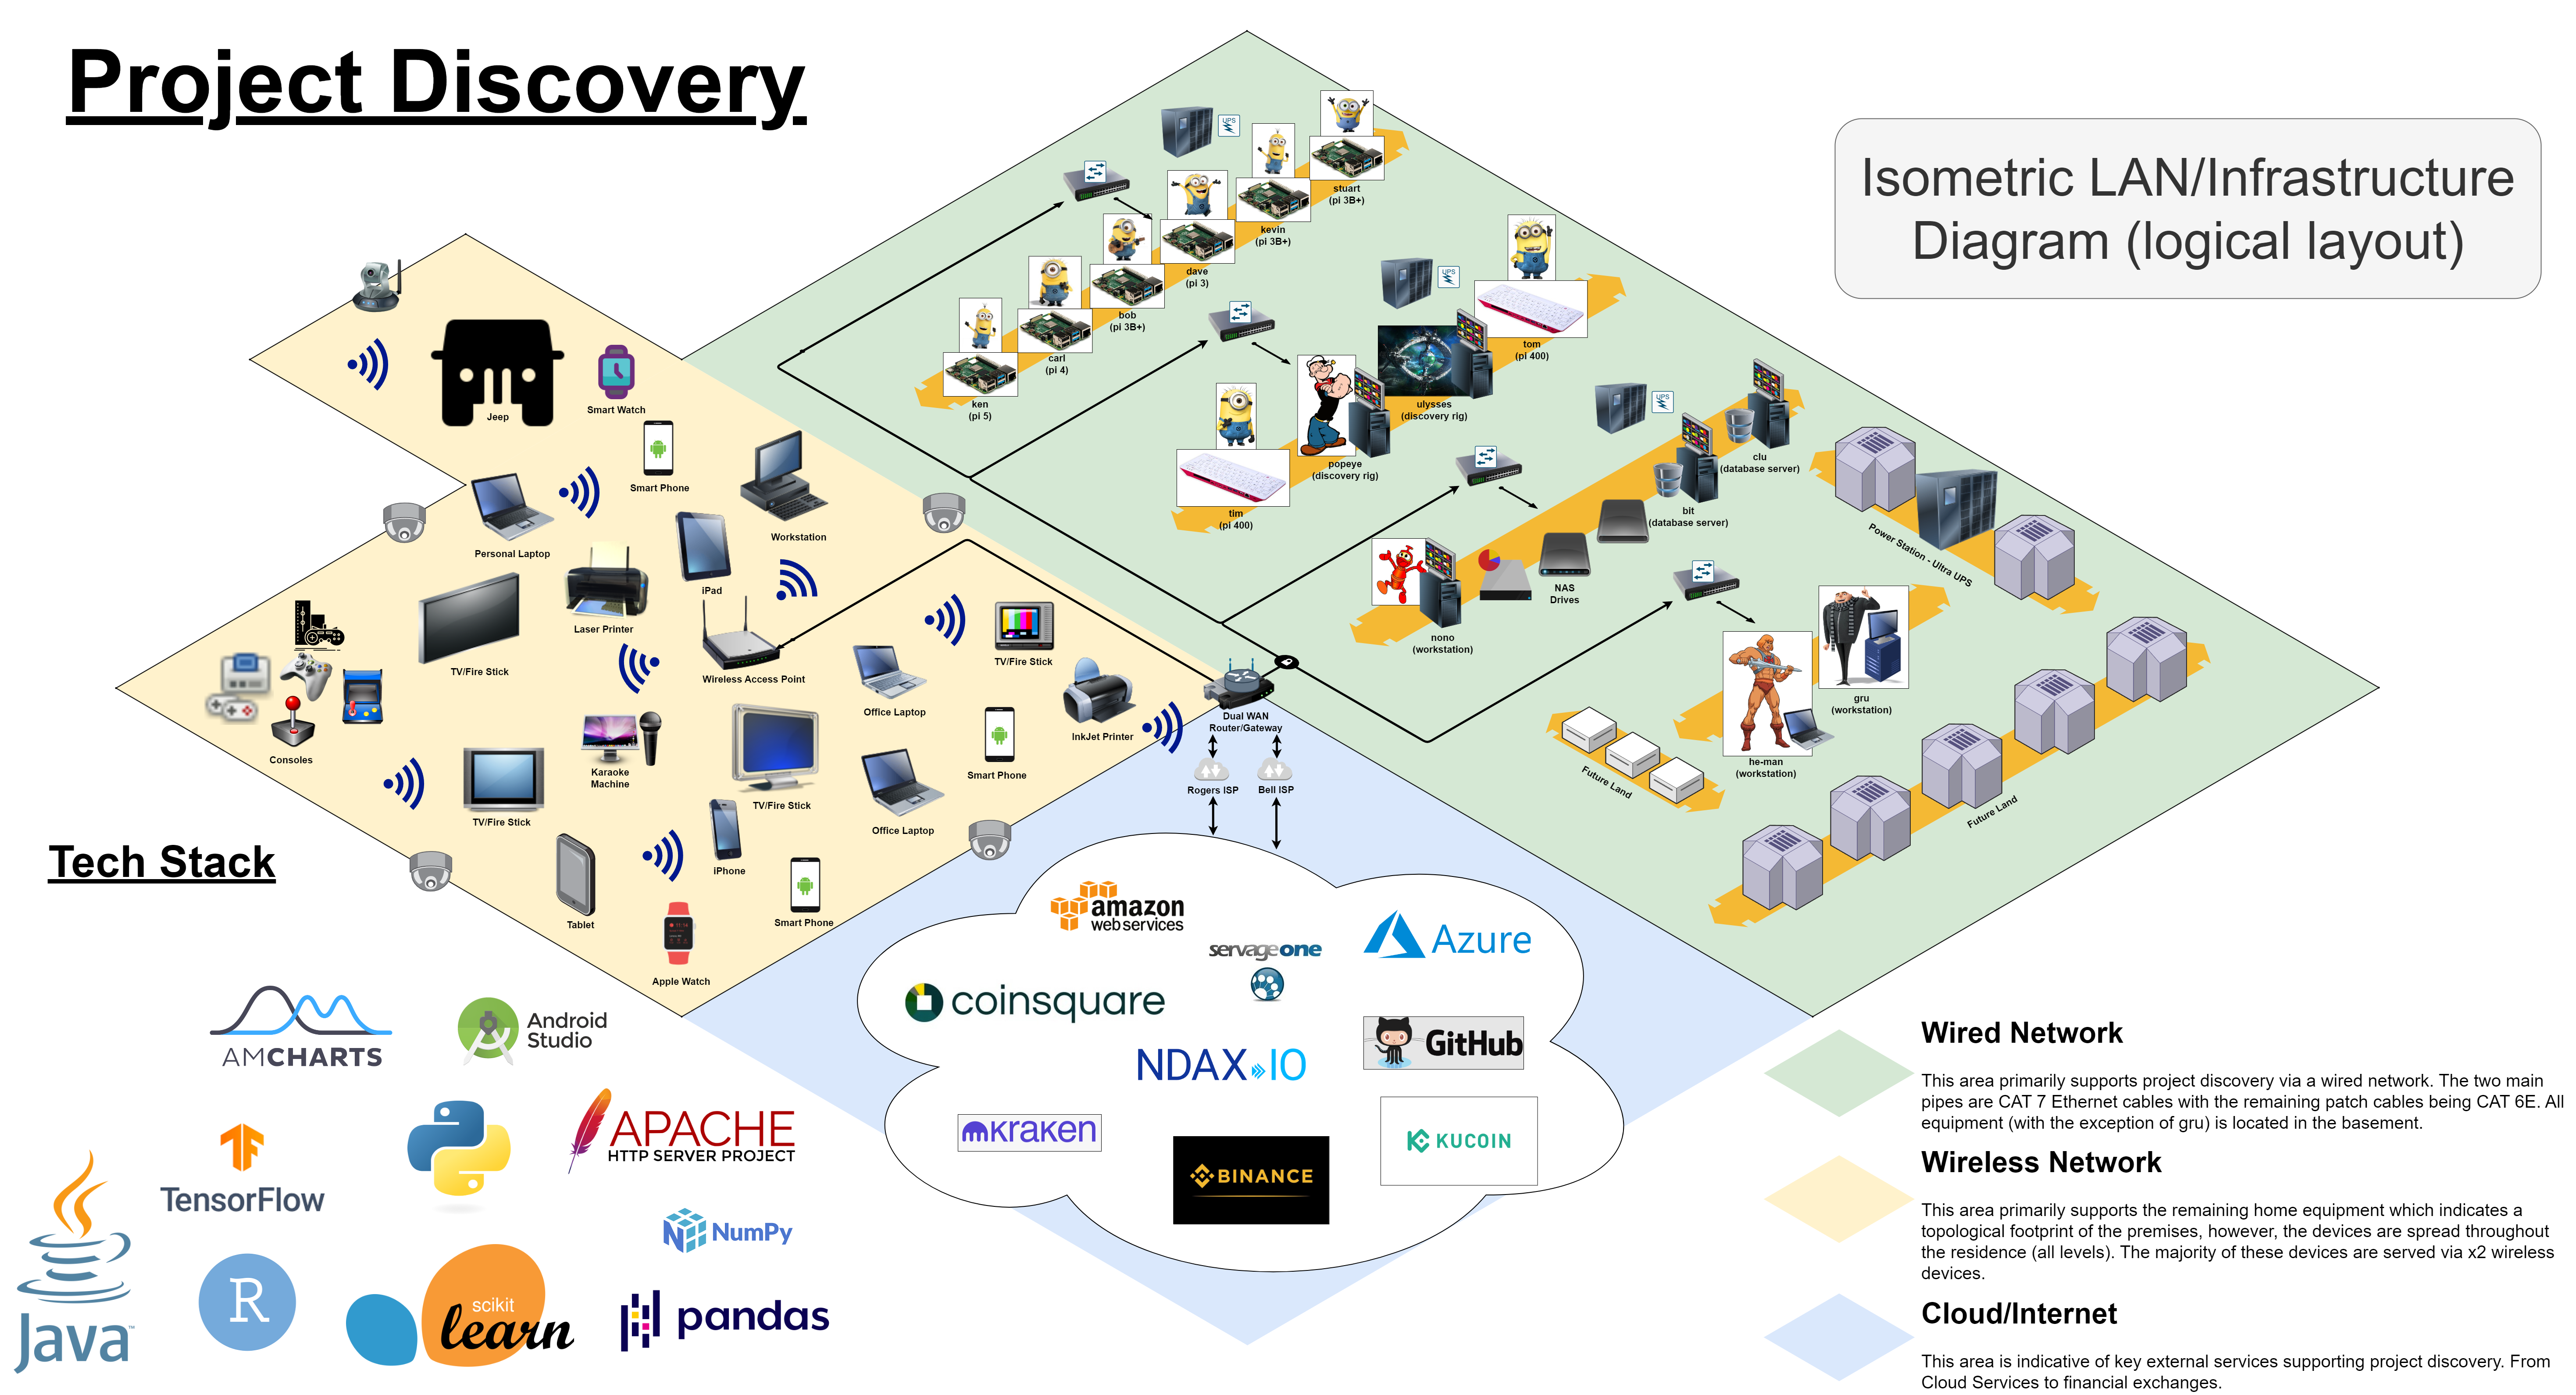 Project Discovery
Isometric LAN/Infrastructure
Diagram (logical layout)
UPS
stuart
(pi 3B+)
kevin
(pi 3B+)
dave
(pi 3)
bob
(pi 3B+)
carl
(pi 4)
ken
(pi 5)
UPS
tom
(pi 400)
ulysses
(discovery rig)
popeye
(discovery rig)
tim
(pi 400)
UPS
clu
(database server)
bit
(database server)
NAS
Drives
nono
(workstation)
Power Station - Ultra UPS
gru
(workstation)
he-man
(workstation)
Future Land
Future Land
Jeep
Smart Watch
Smart Phone
Personal Laptop
Workstation
iPad
Laser Printer
TV/Fire Stick
Wireless Access Point
TV/Fire Stick
Office Laptop
InkJet Printer
Consoles
Karaoke
Machine
TV/Fire Stick
TV/Fire Stick
Smart Phone
Office Laptop
iPhone
Tablet
Smart Phone
Apple Watch
Dual WAN
Router/Gateway
Rogers ISP
Bell ISP
amazon
webservices
servageone
Azure
coinsquare
GitHub
NDAX IO
kraken
BINANCE
KUCOIN
Tech Stack
AMCHARTS
Android
Studio
TensorFlow
APACHE
HTTP SERVER PROJECT
NumPy
Java™
R
scikit
learn
pandas
Wired Network
This area primarily supports project discovery via a wired network. The two main
pipes are CAT 7 Ethernet cables with the remaining patch cables being CAT 6E. All
equipment (with the exception of gru) is located in the basement.
Wireless Network
This area primarily supports the remaining home equipment which indicates a
topological footprint of the premises, however, the devices are spread throughout
the residence (all levels). The majority of these devices are served via x2 wireless
devices.
Cloud/Internet
This area is indicative of key external services supporting project discovery. From
Cloud Services to financial exchanges.